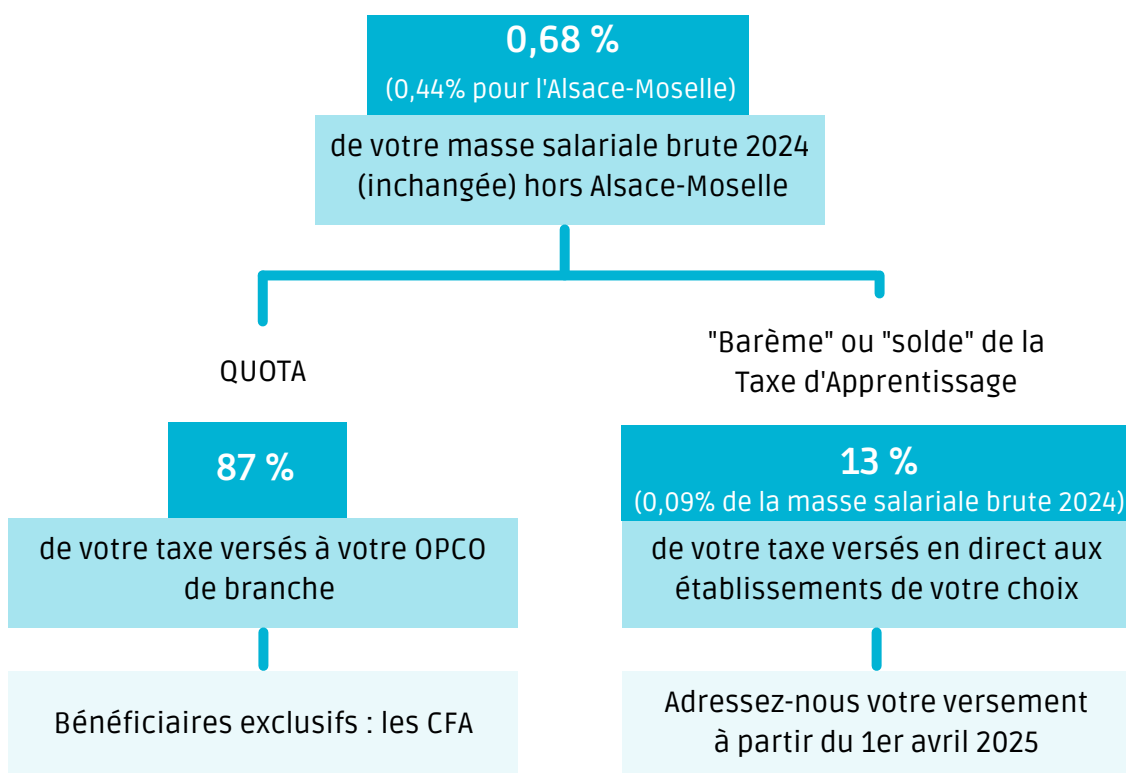 0,68 %
(0,44% pour l'Alsace-Moselle)
de votre masse salariale brute 2024
(inchangée) hors Alsace-Moselle
QUOTA
87 %
de votre taxe versés à votre OPCO
de branche
Bénéficiaires exclusifs : les CFA
"Barème" ou "solde" de la
Taxe d'Apprentissage
13 %
(0,09% de la masse salariale brute 2024)
de votre taxe versés en direct aux
établissements de votre choix
Adressez-nous votre versement
à partir du 1er avril 2025